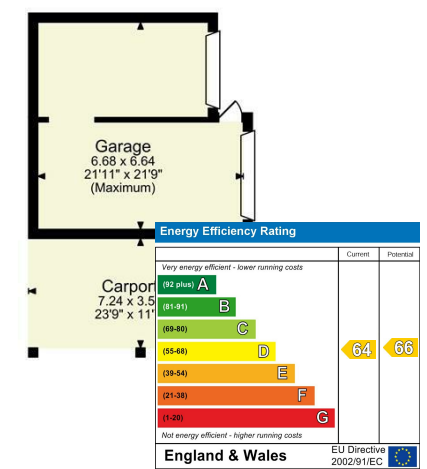 Garage
6.68 x 6.64
21'11" x 21'9"
(Maximum)
Carport
7.24 x 3.5
23'9" x 11'
Energy Efficiency Rating
Current Potential
Very energy efficient - lower running costs
(92 plus) A
(81-91) B
(69-80) C
(55-68) D 64 66
(39-54) E
(21-38) F
(1-20) G
Not energy efficient - higher running costs
England & Wales
EU Directive
2002/91/EC